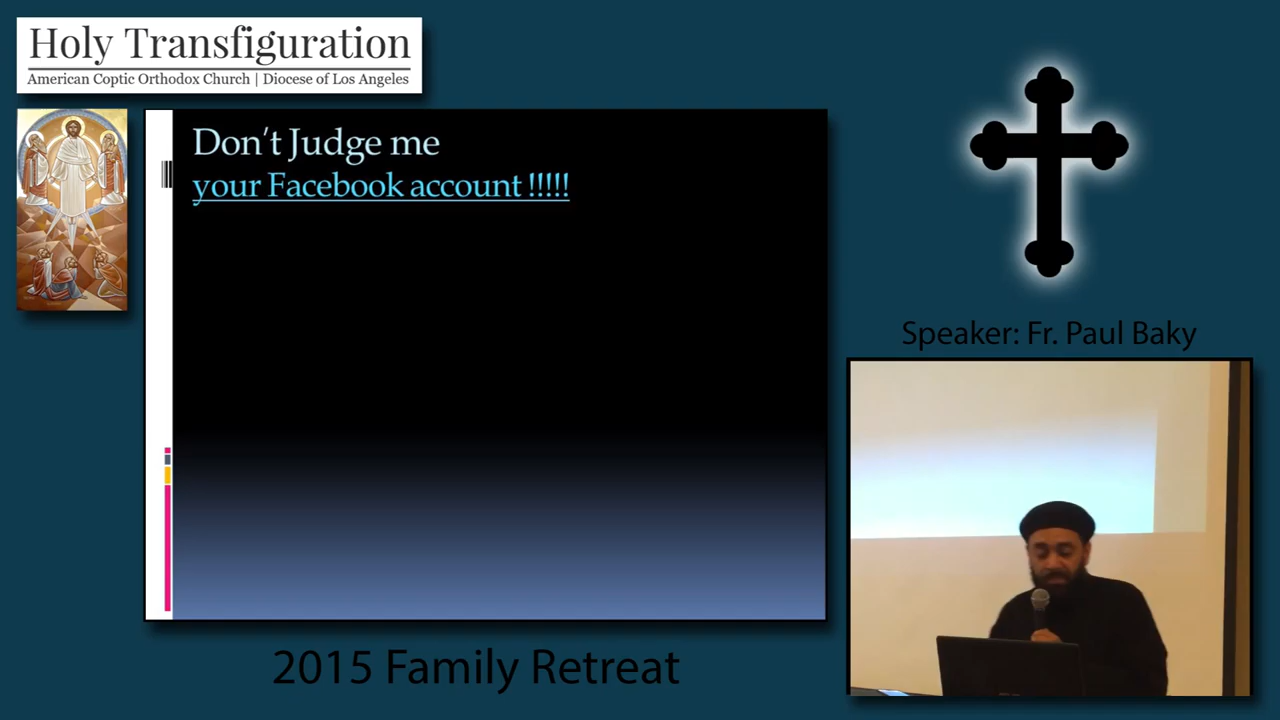 Holy Transfiguration
American Coptic Orthodox Church | Diocese of Los Angeles
Don't Judge me
your Facebook account !!!!!
Speaker: Fr. Paul Baky
2015 Family Retreat